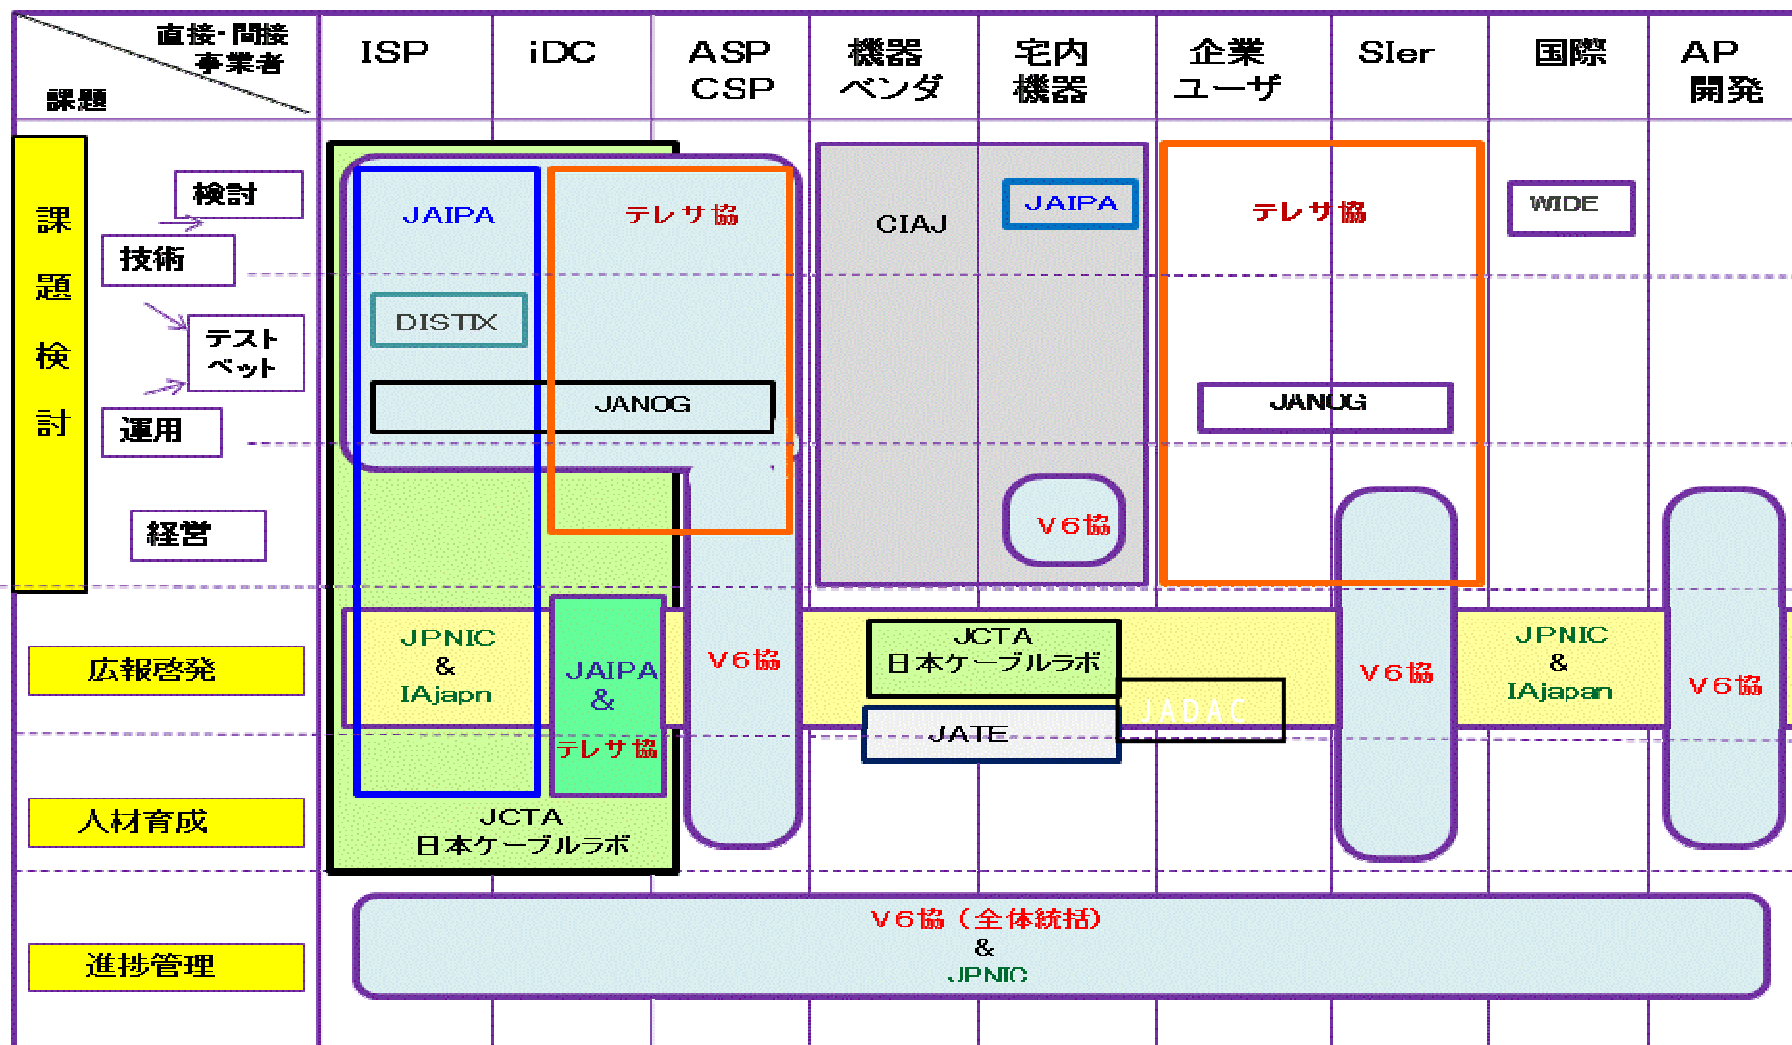 直接・間接
事業者
課題
ISP
iDC
ASP
CSP
機器
ベンダ
宅内
機器
企業
ユーザ
SIer
国際
AP
開発
課題検討
検討
技術
テスト
ベット
運用
経営
JAIPA
テレサ協
DISTIX
JANOG
CIAJ
JAIPA
V6協
テレサ協
JANOG
WIDE
広報啓発
JPNIC
&
IAjapn
JAIPA
&
テレサ協
V6協
JCTA
日本ケーブルラボ
JADAC
JATE
V6協
JPNIC
&
IAjapan
V6協
人材育成
JCTA
日本ケーブルラボ
進捗管理
V6協（全体統括）
&
JPNIC